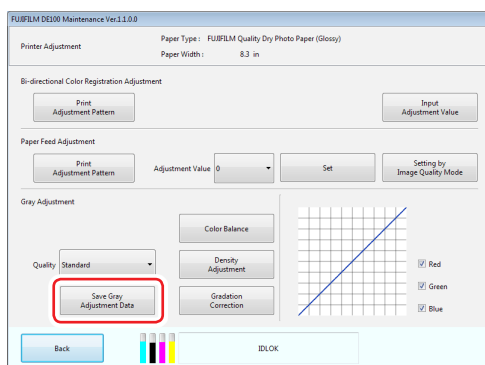 FUJIFILM DE100 Maintenance Ver.1.1.0.0
Printer Adjustment
Paper Type : FUJIFILM Quality Dry Photo Paper (Glossy)
Paper Width : 8.3 in
Bi-directional Color Registration Adjustment
Print
Adjustment Pattern
Input
Adjustment Value
Paper Feed Adjustment
Print
Adjustment Pattern
Adjustment Value 0
Set
Setting by
Image Quality Mode
Gray Adjustment
Color Balance
Quality Standard
Density
Adjustment
Red
Green
Save Gray
Adjustment Data
Gradation
Correction
Blue
Back
IDLOK